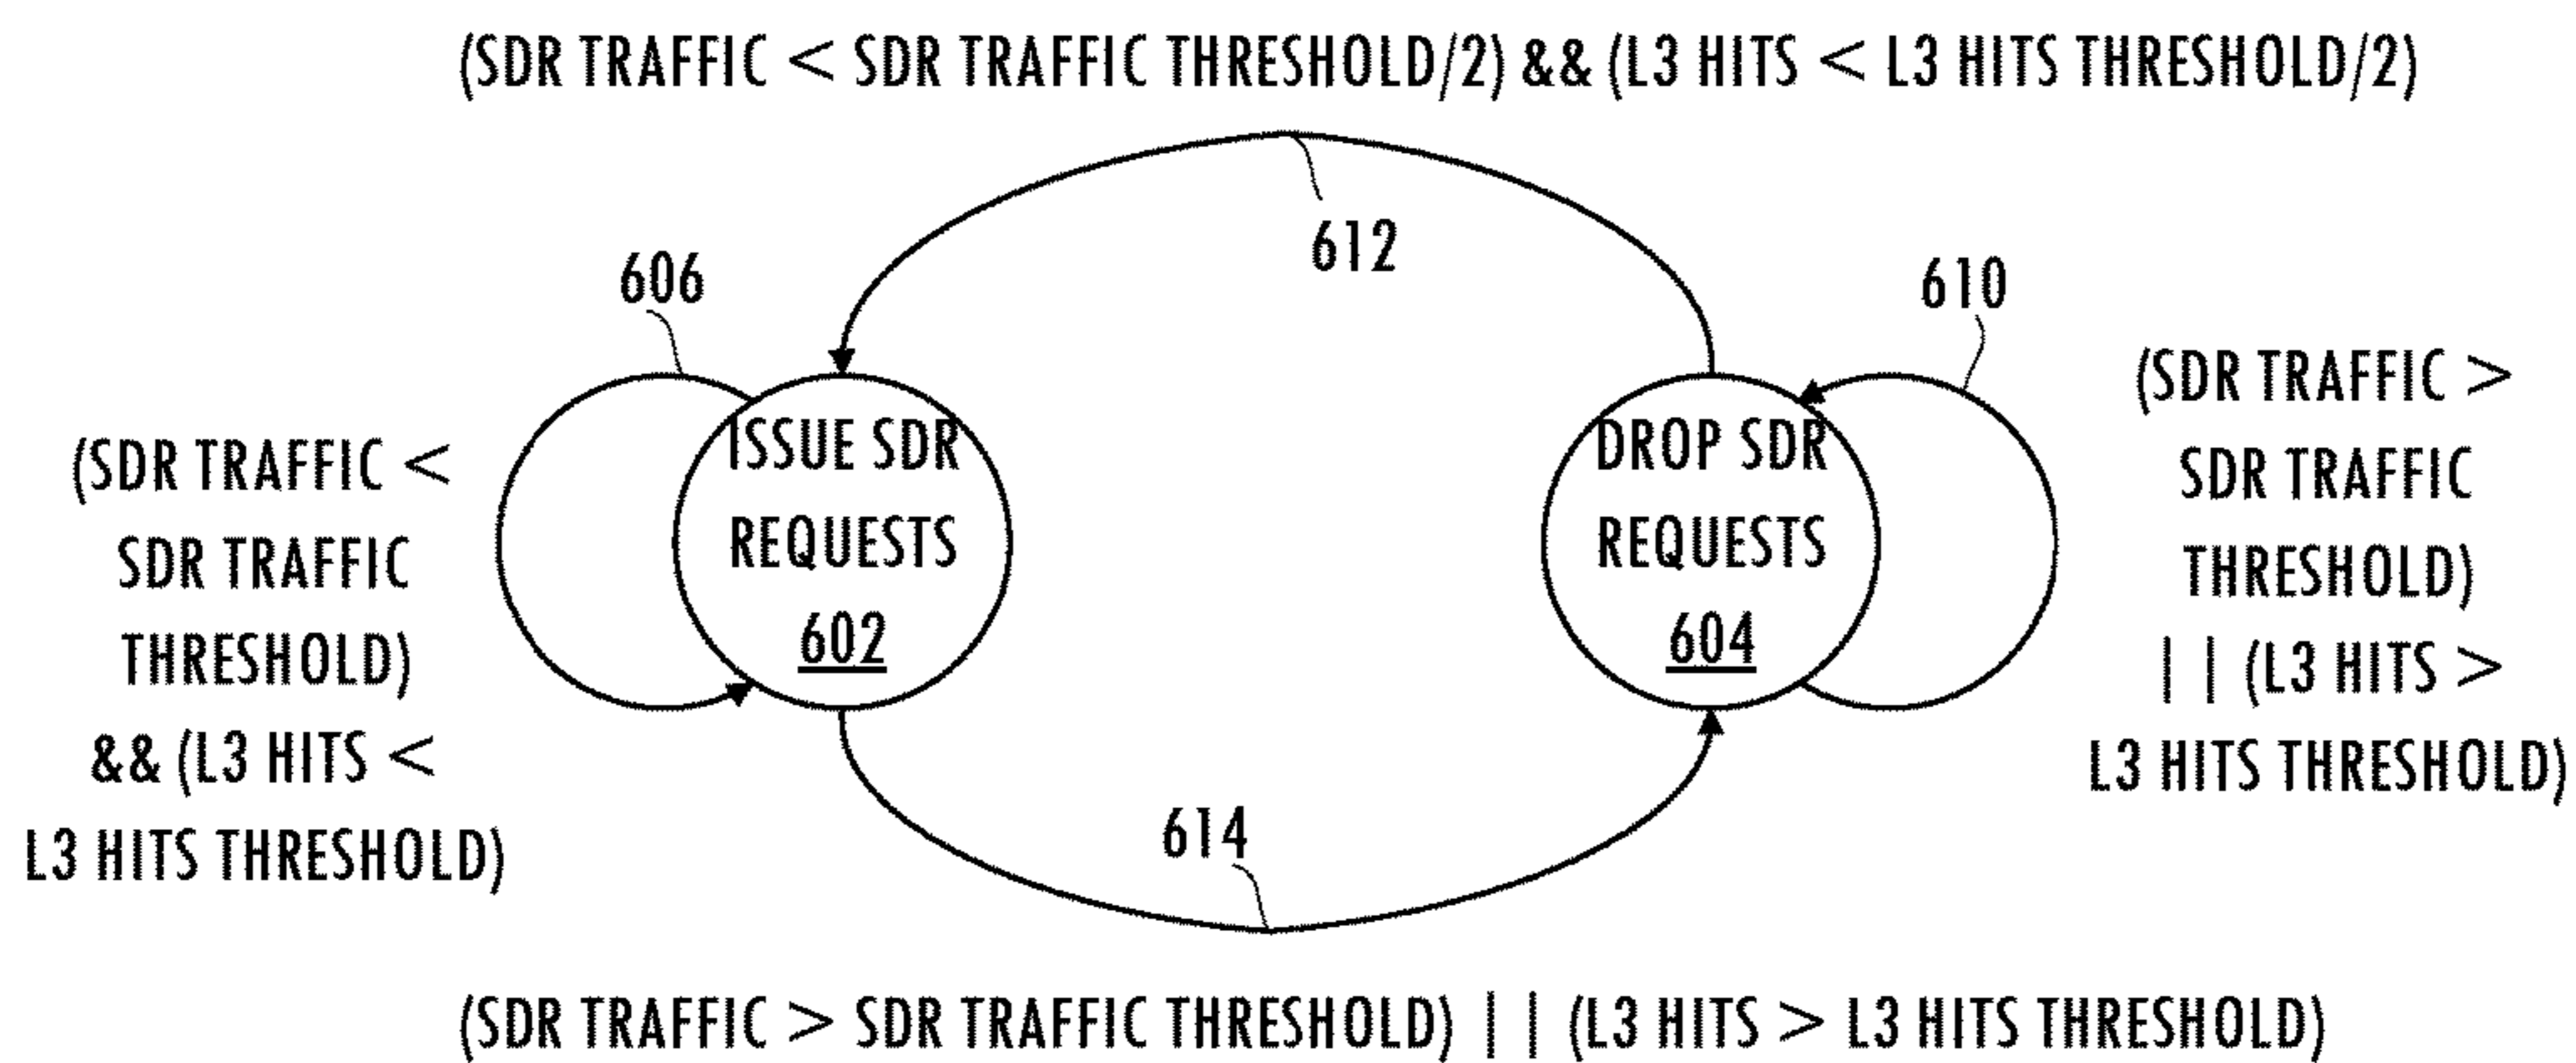 (SDR TRAFFIC < SDR TRAFFIC THRESHOLD/2) && (L3 HITS < L3 HITS THRESHOLD/2)
612
606
610
(SDR TRAFFIC <
SDR TRAFFIC
THRESHOLD)
&& (L3 HITS <
L3 HITS THRESHOLD)
ISSUE SDR
REQUESTS
602
DROP SDR
REQUESTS
604
(SDR TRAFFIC >
SDR TRAFFIC
THRESHOLD)
| | (L3 HITS >
L3 HITS THRESHOLD)
614
(SDR TRAFFIC > SDR TRAFFIC THRESHOLD) | | (L3 HITS > L3 HITS THRESHOLD)